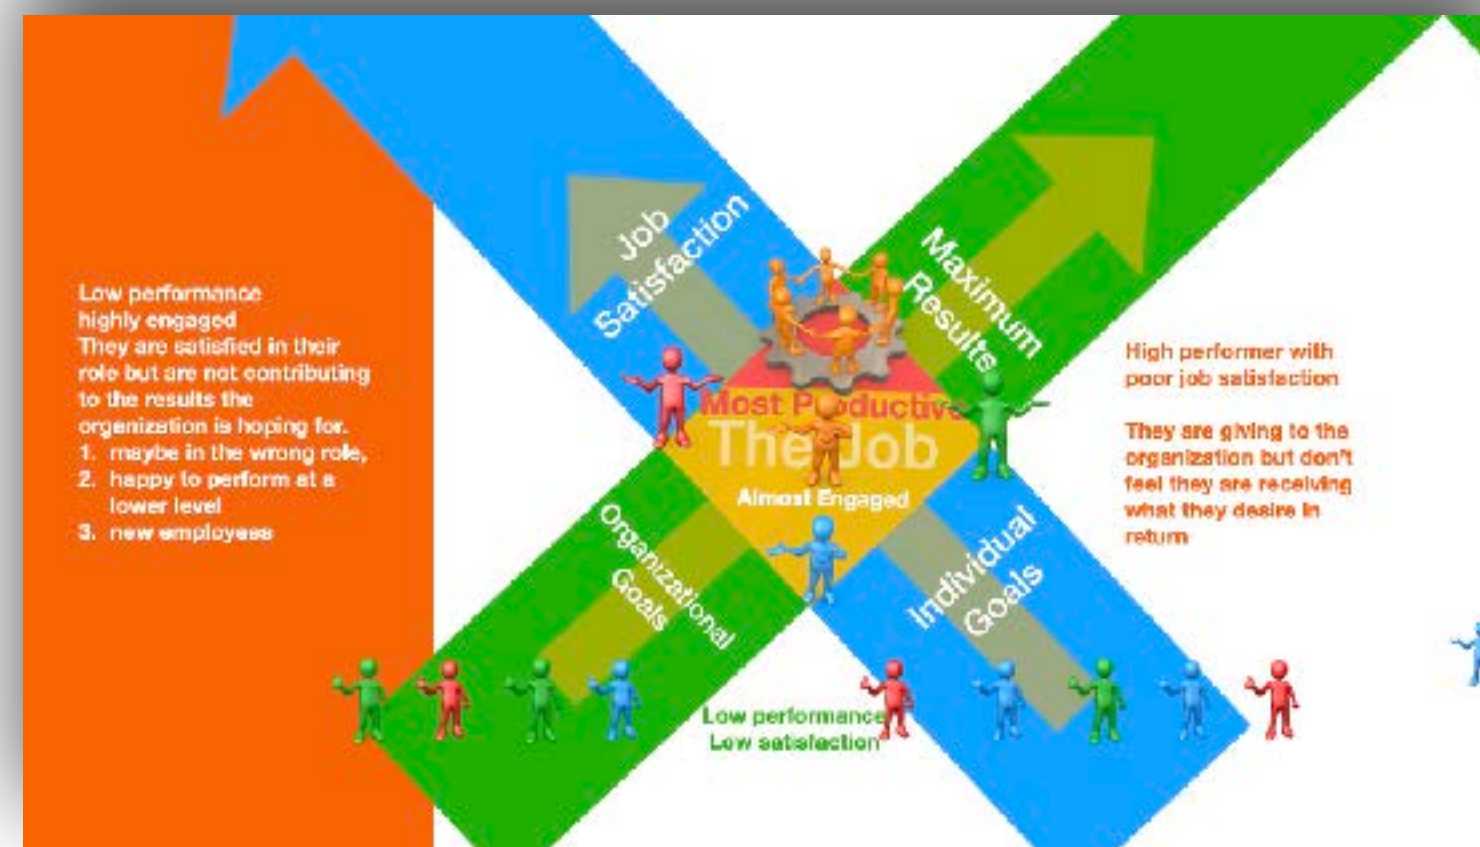 Low performance
highly engaged
They are satisfied in their
role but are not contributing
to the results the
organization is hoping for.
1. maybe in the wrong role,
2. happy to perform at a
lower level
3. new employees
Job
Satisfaction
Maximum
Results
Most Productive
The Job
Almost Engaged
Organizational
Goals
Individual
Goals
Low performance
Low satisfaction
High performer with
poor job satisfaction
They are giving to the
organization but don't
feel they are receiving
what they desire in
return